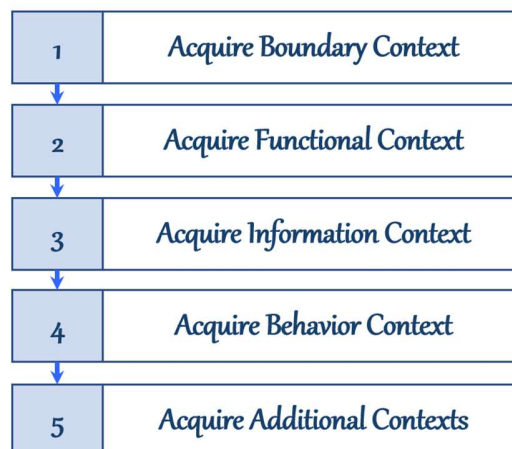 1 Acquire Boundary Context
2 Acquire Functional Context
3 Acquire Information Context
4 Acquire Behavior Context
5 Acquire Additional Contexts